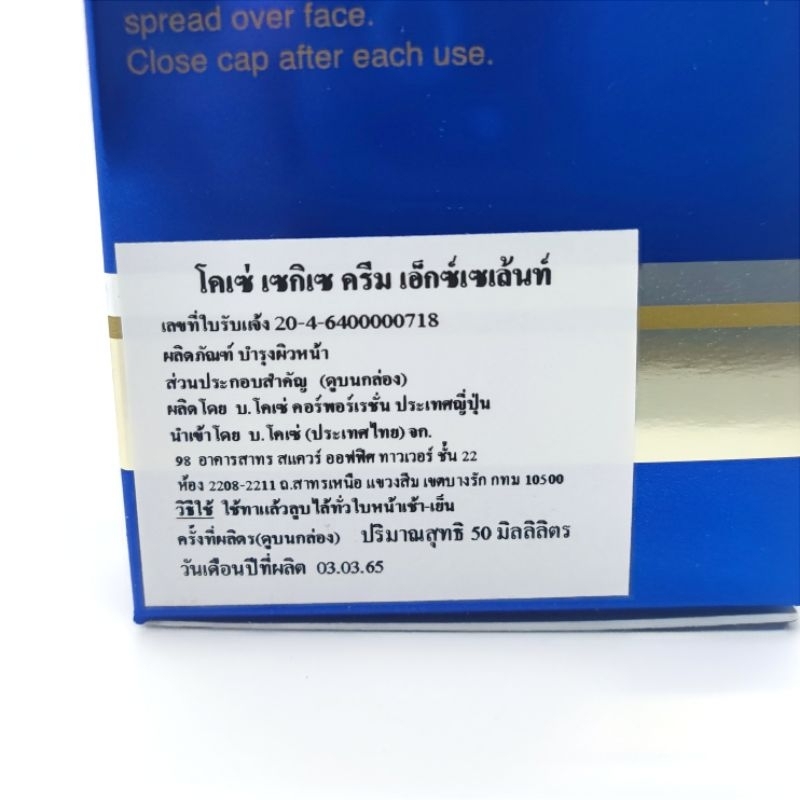 spread over face.
Close cap after each use.
โคเซ่ เซกิเซ ครีม เอ็กซ์เซเล้นท์
เลขที่ใบรับแจ้ง 20-4-6400000718
ผลิตภัณฑ์ บำรุงผิวหน้า
ส่วนประกอบสำคัญ (ดูบนกล่อง)
ผลิตโดย บ.โคเซ่ คอร์พอร์เรชั่น ประเทศญี่ปุ่น
นำเข้าโดย บ.โคเซ่ (ประเทศไทย) จก.
98 อาคารสาทร สแควร์ ออฟฟิศ ทาวเวอร์ ชั้น 22
ห้อง 2208-2211 ถ.สาทรเหนือ แขวงสีม เขตบางรัก กทม 10500
วิธีใช้ ใช้ทาแล้วลูบไล้ทั่วใบหน้าเช้า-เย็น
ครั้งที่ผลิตร(ดูบนกล่อง) ปริมาณสุทธิ 50 มิลลิลิตร
วันเดือนปีที่ผลิต 03.03.65